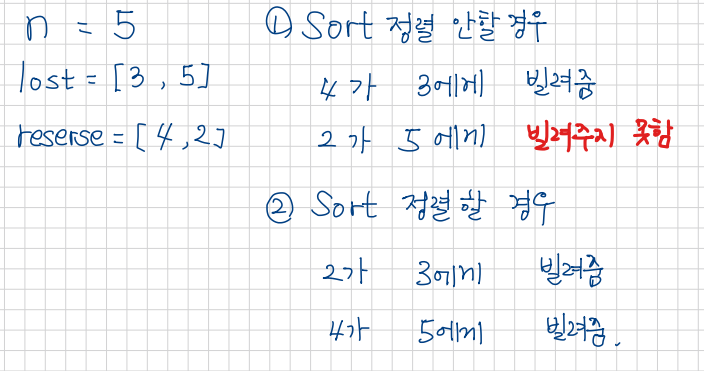 n = 5
lost = [3, 5]
reserse = [4, 2]
① Sort 정렬 안할 경우
4가 3에게 빌려줌
2가 5에게 빌려주지 못함
② Sort 정렬 할 경우
2가 3에게 빌려줌
4가 5에게 빌려줌.